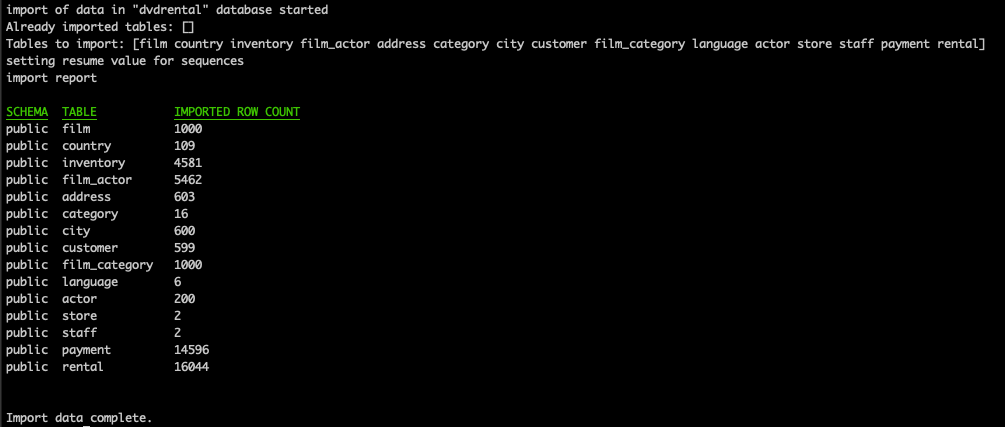 import of data in "dvdrental" database started
Already imported tables: []
Tables to import: [film country inventory film_actor address category city customer film_category language actor store staff payment rental]
setting resume value for sequences
import report
SCHEMA TABLE IMPORTED ROW COUNT
public film 1000
public country 109
public inventory 4581
public film_actor 5462
public address 603
public category 16
public city 600
public customer 599
public film_category 1000
public language 6
public actor 200
public store 2
public staff 2
public payment 14596
public rental 16044
Import data complete.